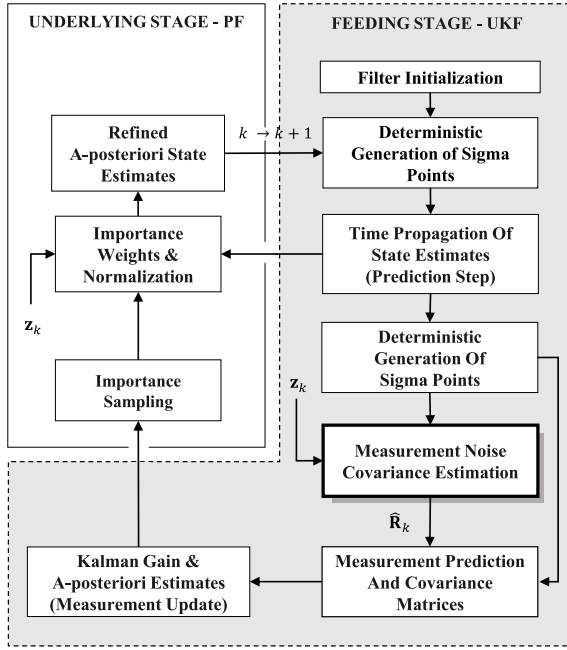 UNDERLYING STAGE - PF
Refined
A-posteriori State
Estimates
k → k + 1
Importance
Weights &
Normalization
z_k
Importance
Sampling
FEEDING STAGE - UKF
Filter Initialization
Deterministic
Generation of Sigma
Points
Time Propagation Of
State Estimates
(Prediction Step)
Deterministic
Generation Of
Sigma Points
z_k
Measurement Noise
Covariance Estimation
R̂_k
Kalman Gain &
A-posteriori Estimates
(Measurement Update)
Measurement Prediction
And Covariance
Matrices